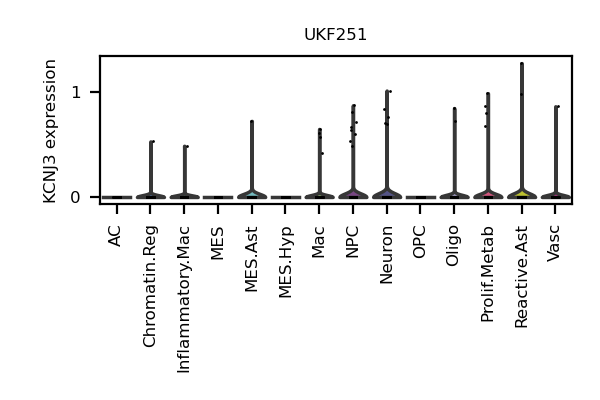 UKF251
KCNJ3 expression
1
0
AC
Chromatin.Reg
Inflammatory.Mac
MES
MES.Ast
MES.Hyp
Mac
NPC
Neuron
OPC
Oligo
Prolif.Metab
Reactive.Ast
Vasc